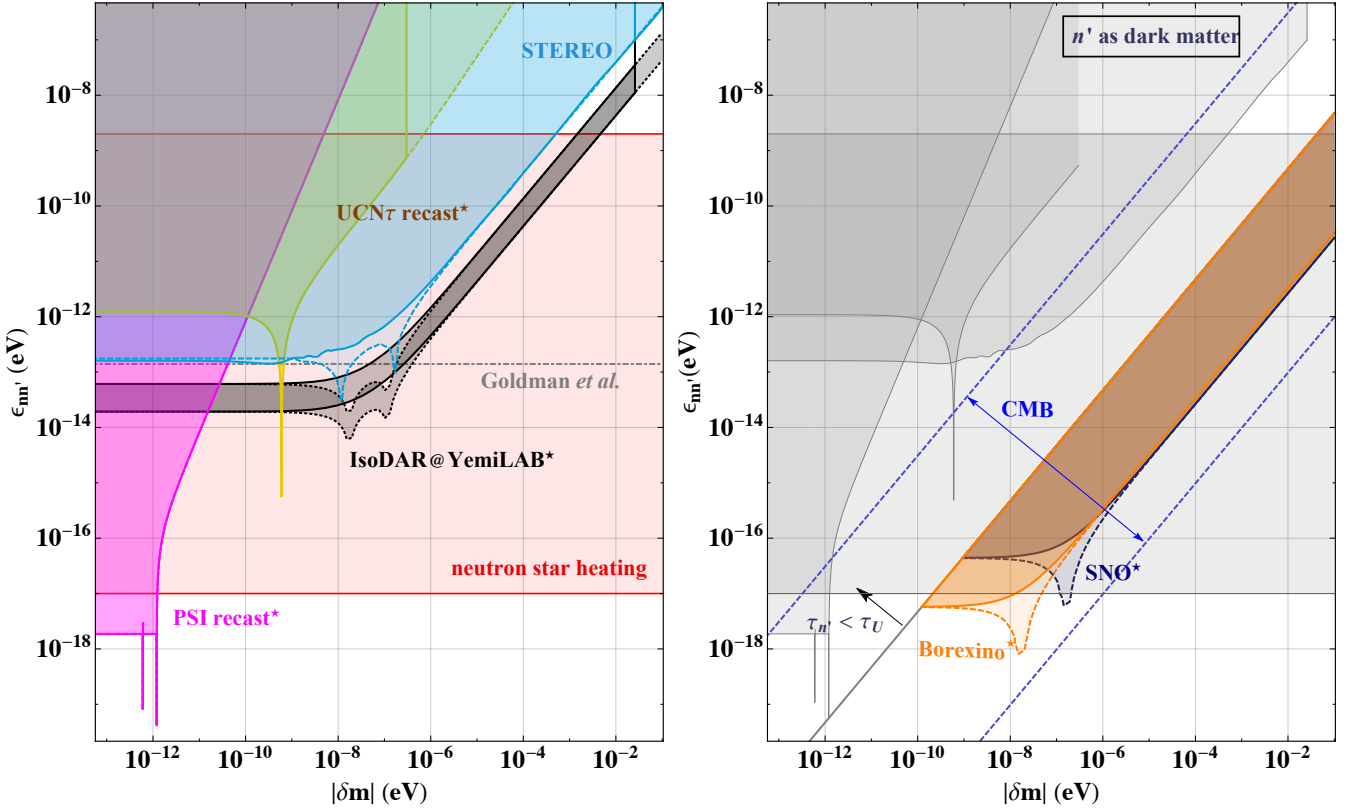 STEREO
UCNτ recast★
Goldman et al.
IsoDAR@YemiLAB★
neutron star heating
PSI recast★
10⁻⁸
10⁻¹⁰
10⁻¹²
10⁻¹⁴
10⁻¹⁶
10⁻¹⁸
ϵnn' (eV)
10⁻¹² 10⁻¹⁰ 10⁻⁸ 10⁻⁶ 10⁻⁴ 10⁻²
|δm| (eV)
n' as dark matter
CMB
SNO★
τn' < τU
Borexino★
10⁻⁸
10⁻¹⁰
10⁻¹²
10⁻¹⁴
10⁻¹⁶
10⁻¹⁸
ϵnn' (eV)
10⁻¹² 10⁻¹⁰ 10⁻⁸ 10⁻⁶ 10⁻⁴ 10⁻²
|δm| (eV)